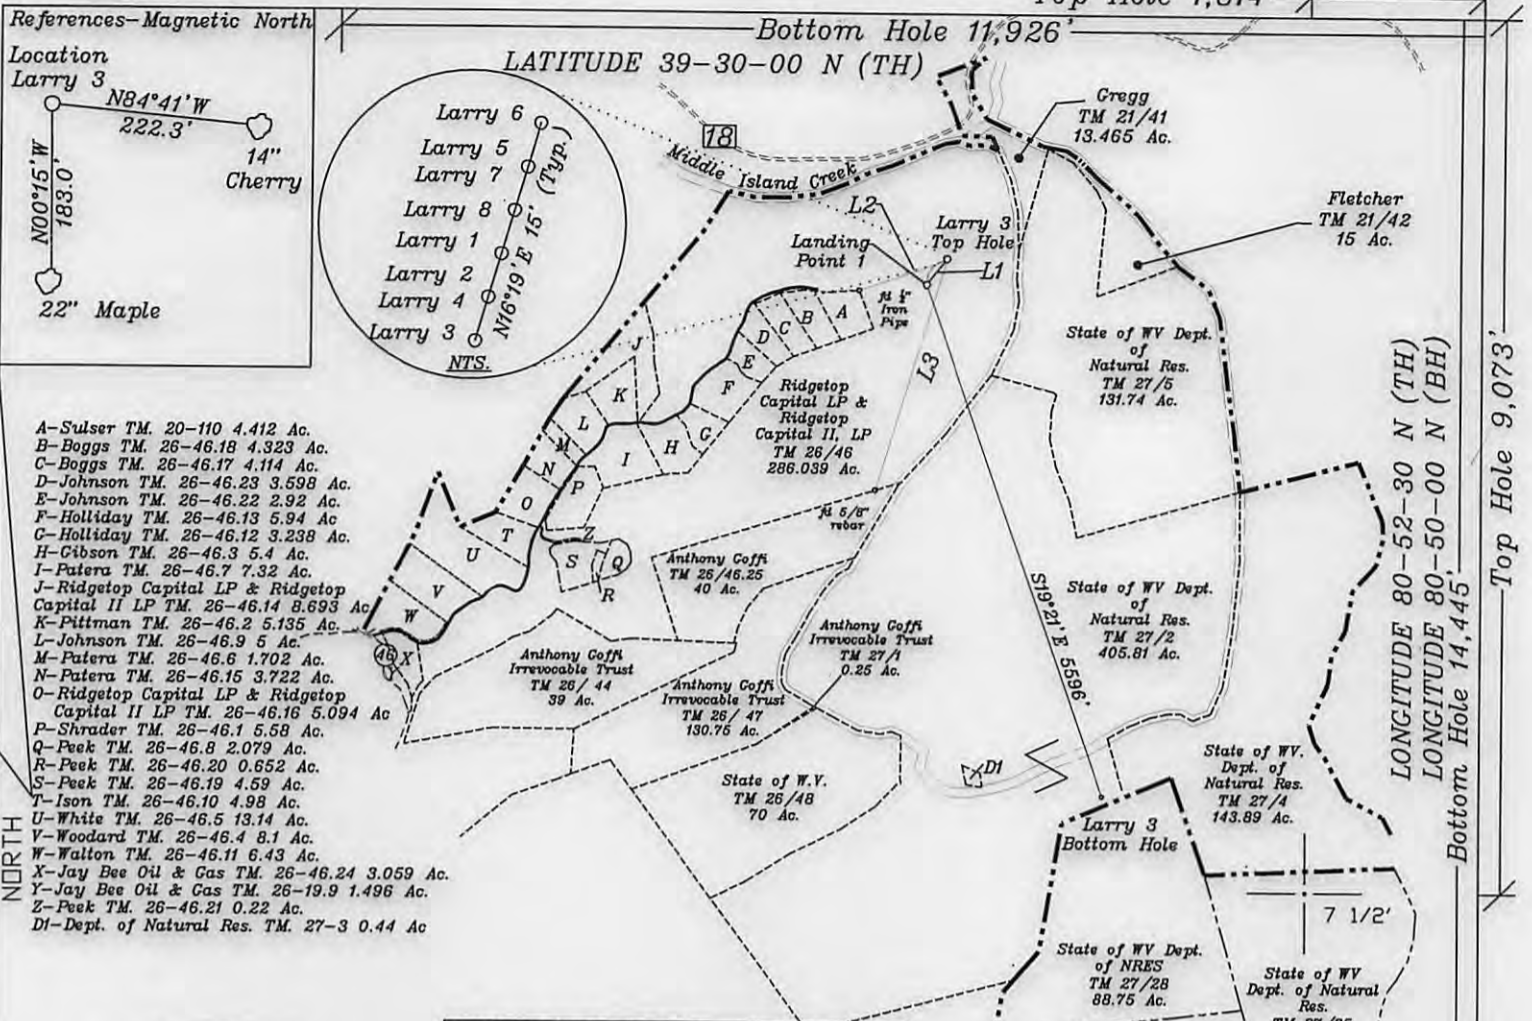 References-Magnetic North
Location
Larry 3
N84°41'W
222.3'
14"
Cherry
N00°15'W
183.0'
22" Maple
Bottom Hole 11,926'
LATITUDE 39-30-00 N (TH)
Larry 6
Larry 5
Larry 7
Larry 8
Larry 1
Larry 2
Larry 4
Larry 3
N16°19'E 15' (Typ.)
NTS.
18
Middle Island Creek
Gregg
TM 21/41
13.465 Ac.
Fletcher
TM 21/42
15 Ac.
L2
Larry 3
Top Hole
Landing
Point 1
L1
L3
fd ½"
Iron
Pipe
A
B
C
D
E
F
G
H
I
J
K
L
M
N
O
P
Z
Q
R
S
T
U
V
W
X
46
Ridgetop
Capital LP &
Ridgetop
Capital II, LP
TM 26/46
286.039 Ac.
State of WV Dept.
of
Natural Res.
TM 27/5
131.74 Ac.
fd 5/8"
rebar
Anthony Goffi
TM 26/46.25
40 Ac.
Anthony Goffi
Irrevocable Trust
TM 27/1
0.25 Ac.
S19°21'E 5596'
State of WV Dept.
of
Natural Res.
TM 27/2
405.81 Ac.
Anthony Goffi
Irrevocable Trust
TM 26/ 44
39 Ac.
Anthony Goffi
Irrevocable Trust
TM 26/ 47
130.75 Ac.
State of W.V.
TM 26/48
70 Ac.
D1
State of WV.
Dept. of
Natural Res.
TM 27/4
143.89 Ac.
Larry 3
Bottom Hole
7 1/2'
State of WV Dept.
of NRES
TM 27/28
88.75 Ac.
State of WV
Dept. of Natural
Res.
LONGITUDE 80-52-30 N (TH)
LONGITUDE 80-50-00 N (BH)
Bottom Hole 14,445'
Top Hole 9,073'
A-Sulser TM. 20-110 4.412 Ac.
B-Boggs TM. 26-46.18 4.323 Ac.
C-Boggs TM. 26-46.17 4.114 Ac.
D-Johnson TM. 26-46.23 3.598 Ac.
E-Johnson TM. 26-46.22 2.92 Ac.
F-Holliday TM. 26-46.13 5.94 Ac
G-Holliday TM. 26-46.12 3.238 Ac.
H-Gibson TM. 26-46.3 5.4 Ac.
I-Patera TM. 26-46.7 7.32 Ac.
J-Ridgetop Capital LP & Ridgetop
Capital II LP TM. 26-46.14 8.693 Ac
K-Pittman TM. 26-46.2 5.135 Ac.
L-Johnson TM. 26-46.9 5 Ac.
M-Patera TM. 26-46.6 1.702 Ac.
N-Patera TM. 26-46.15 3.722 Ac.
O-Ridgetop Capital LP & Ridgetop
Capital II LP TM. 26-46.16 5.094 Ac
P-Shrader TM. 26-46.1 5.58 Ac.
Q-Peek TM. 26-46.8 2.079 Ac.
R-Peek TM. 26-46.20 0.652 Ac.
S-Peek TM. 26-46.19 4.59 Ac.
T-Ison TM. 26-46.10 4.98 Ac.
U-White TM. 26-46.5 13.14 Ac.
V-Woodard TM. 26-46.4 8.1 Ac.
W-Walton TM. 26-46.11 6.43 Ac.
X-Jay Bee Oil & Gas TM. 26-46.24 3.059 Ac.
Y-Jay Bee Oil & Gas TM. 26-19.9 1.496 Ac.
Z-Peek TM. 26-46.21 0.22 Ac.
D1-Dept. of Natural Res. TM. 27-3 0.44 Ac
NORTH